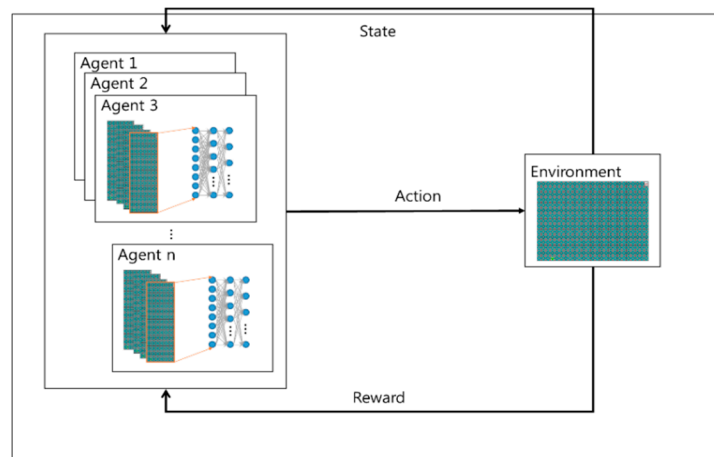 State
Agent 1
Agent 2
Agent 3
Environment
Action
Agent n
Reward